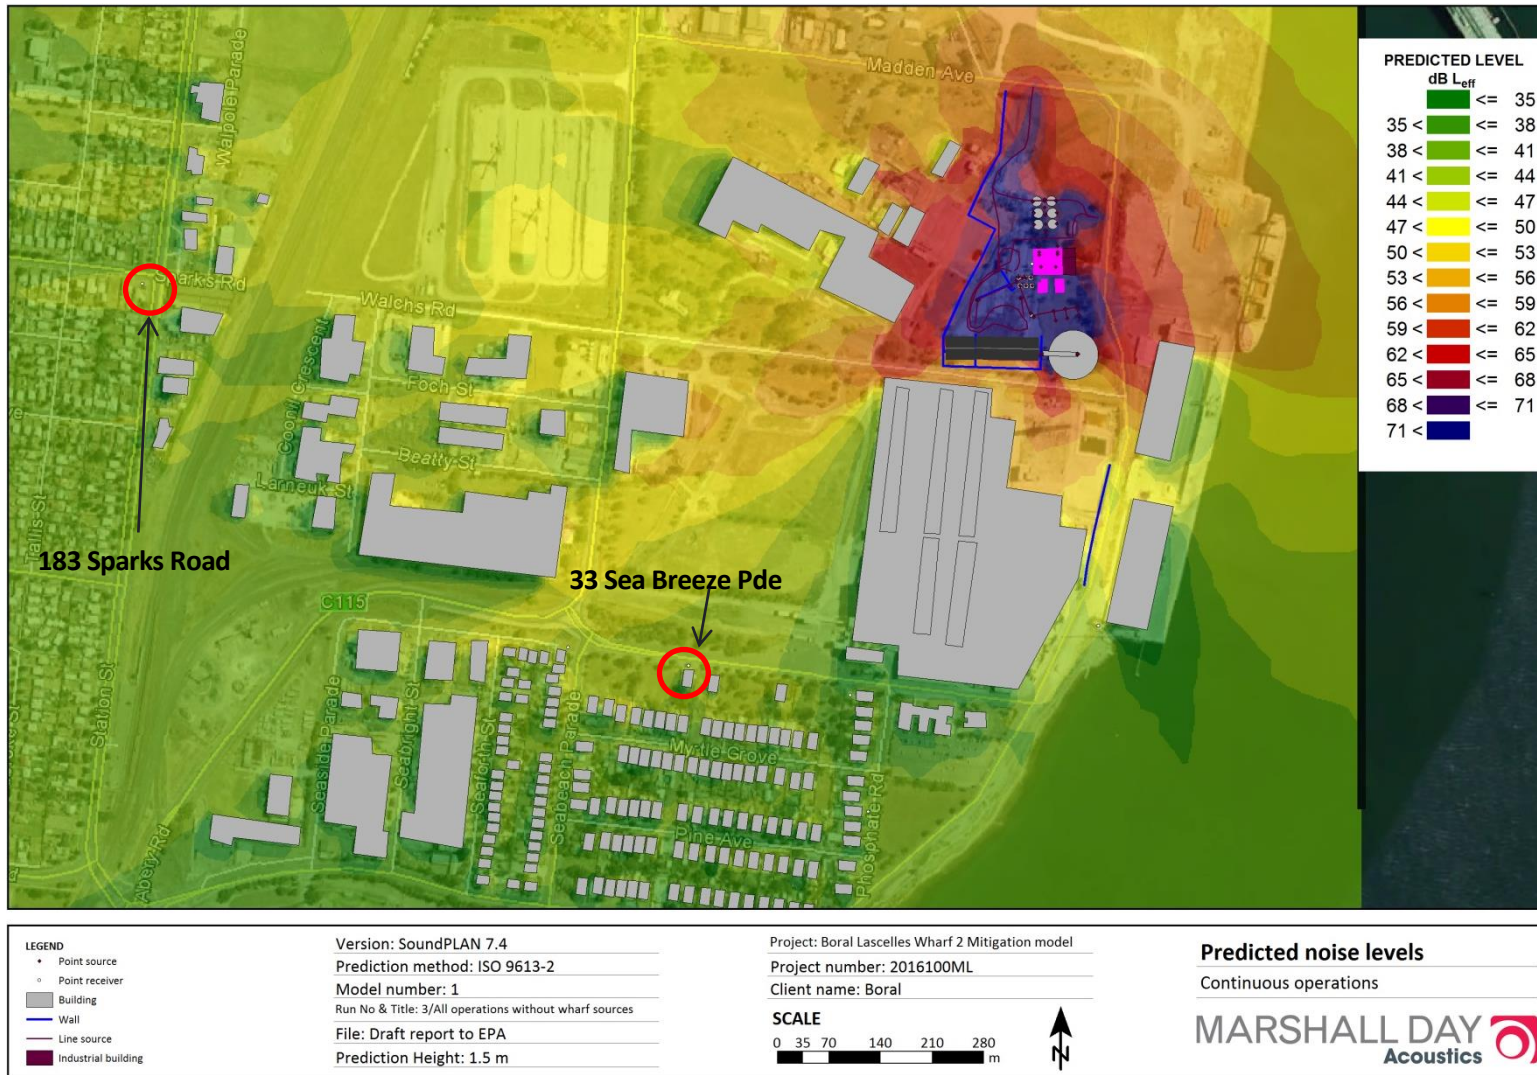 Madden Ave
Walpole Parade
Sparks Rd
Walchs Rd
Foch St
Beatty St
Larneuk St
Tallis St
183 Sparks Road
33 Sea Breeze Pde
C115
Station St
Seaside Parade
Seabright St
Seaforth St
Seabeach Parade
Myrtle Grove
Pine Ave
Phosphate Rd
Abery Rd
PREDICTED LEVEL
dB Leff
<= 35
35 < <= 38
38 < <= 41
41 < <= 44
44 < <= 47
47 < <= 50
50 < <= 53
53 < <= 56
56 < <= 59
59 < <= 62
62 < <= 65
65 < <= 68
68 < <= 71
71 <
LEGEND
Point source
Point receiver
Building
Wall
Line source
Industrial building
Version: SoundPLAN 7.4
Prediction method: ISO 9613-2
Model number: 1
Run No & Title: 3/All operations without wharf sources
File: Draft report to EPA
Prediction Height: 1.5 m
Project: Boral Lascelles Wharf 2 Mitigation model
Project number: 2016100ML
Client name: Boral
SCALE
0 35 70 140 210 280
m
N
Predicted noise levels
Continuous operations
MARSHALL DAY
Acoustics